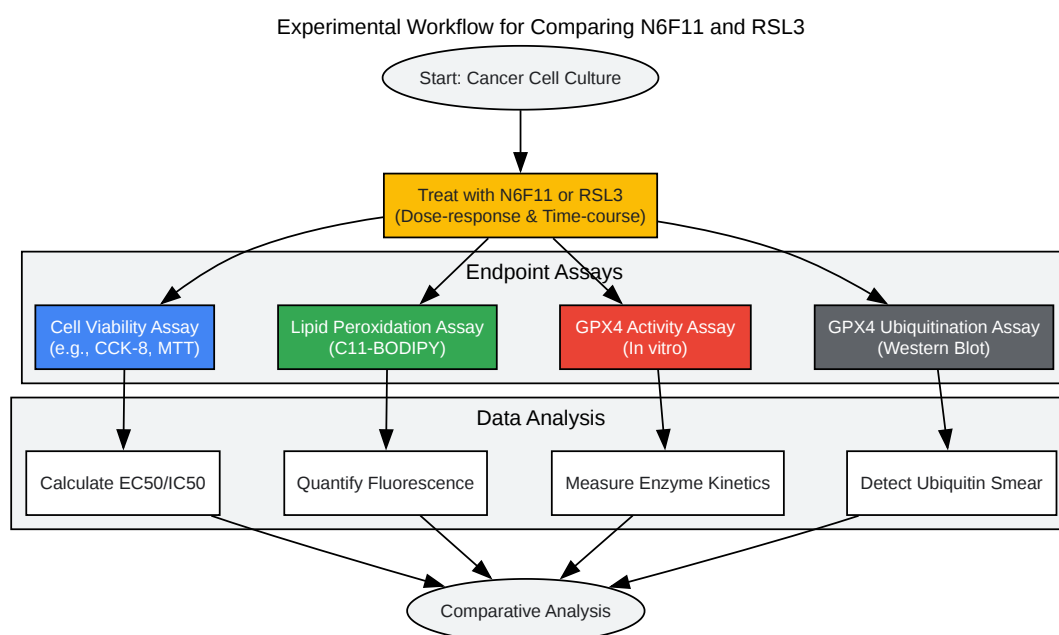 Experimental Workflow for Comparing N6F11 and RSL3
Start: Cancer Cell Culture
Treat with N6F11 or RSL3
(Dose-response & Time-course)
Endpoint Assays
Cell Viability Assay
(e.g., CCK-8, MTT)
Lipid Peroxidation Assay
(C11-BODIPY)
GPX4 Activity Assay
(In vitro)
GPX4 Ubiquitination Assay
(Western Blot)
Data Analysis
Calculate EC50/IC50
Quantify Fluorescence
Measure Enzyme Kinetics
Detect Ubiquitin Smear
Comparative Analysis